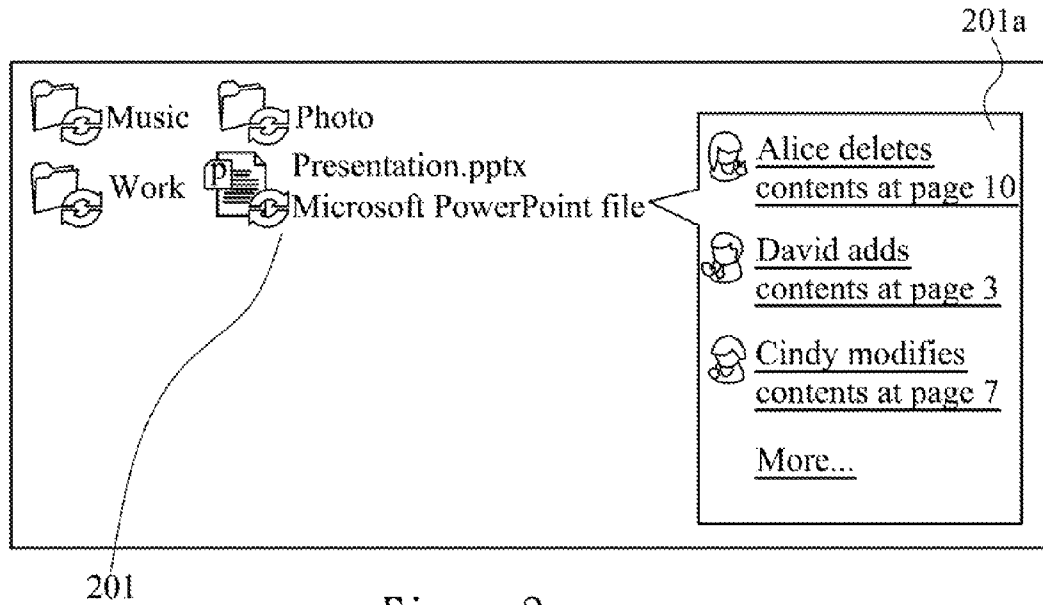 201a
Music
Photo
Work
P
Presentation.pptx
Microsoft PowerPoint file
Alice deletes
contents at page 10
David adds
contents at page 3
Cindy modifies
contents at page 7
More...
201